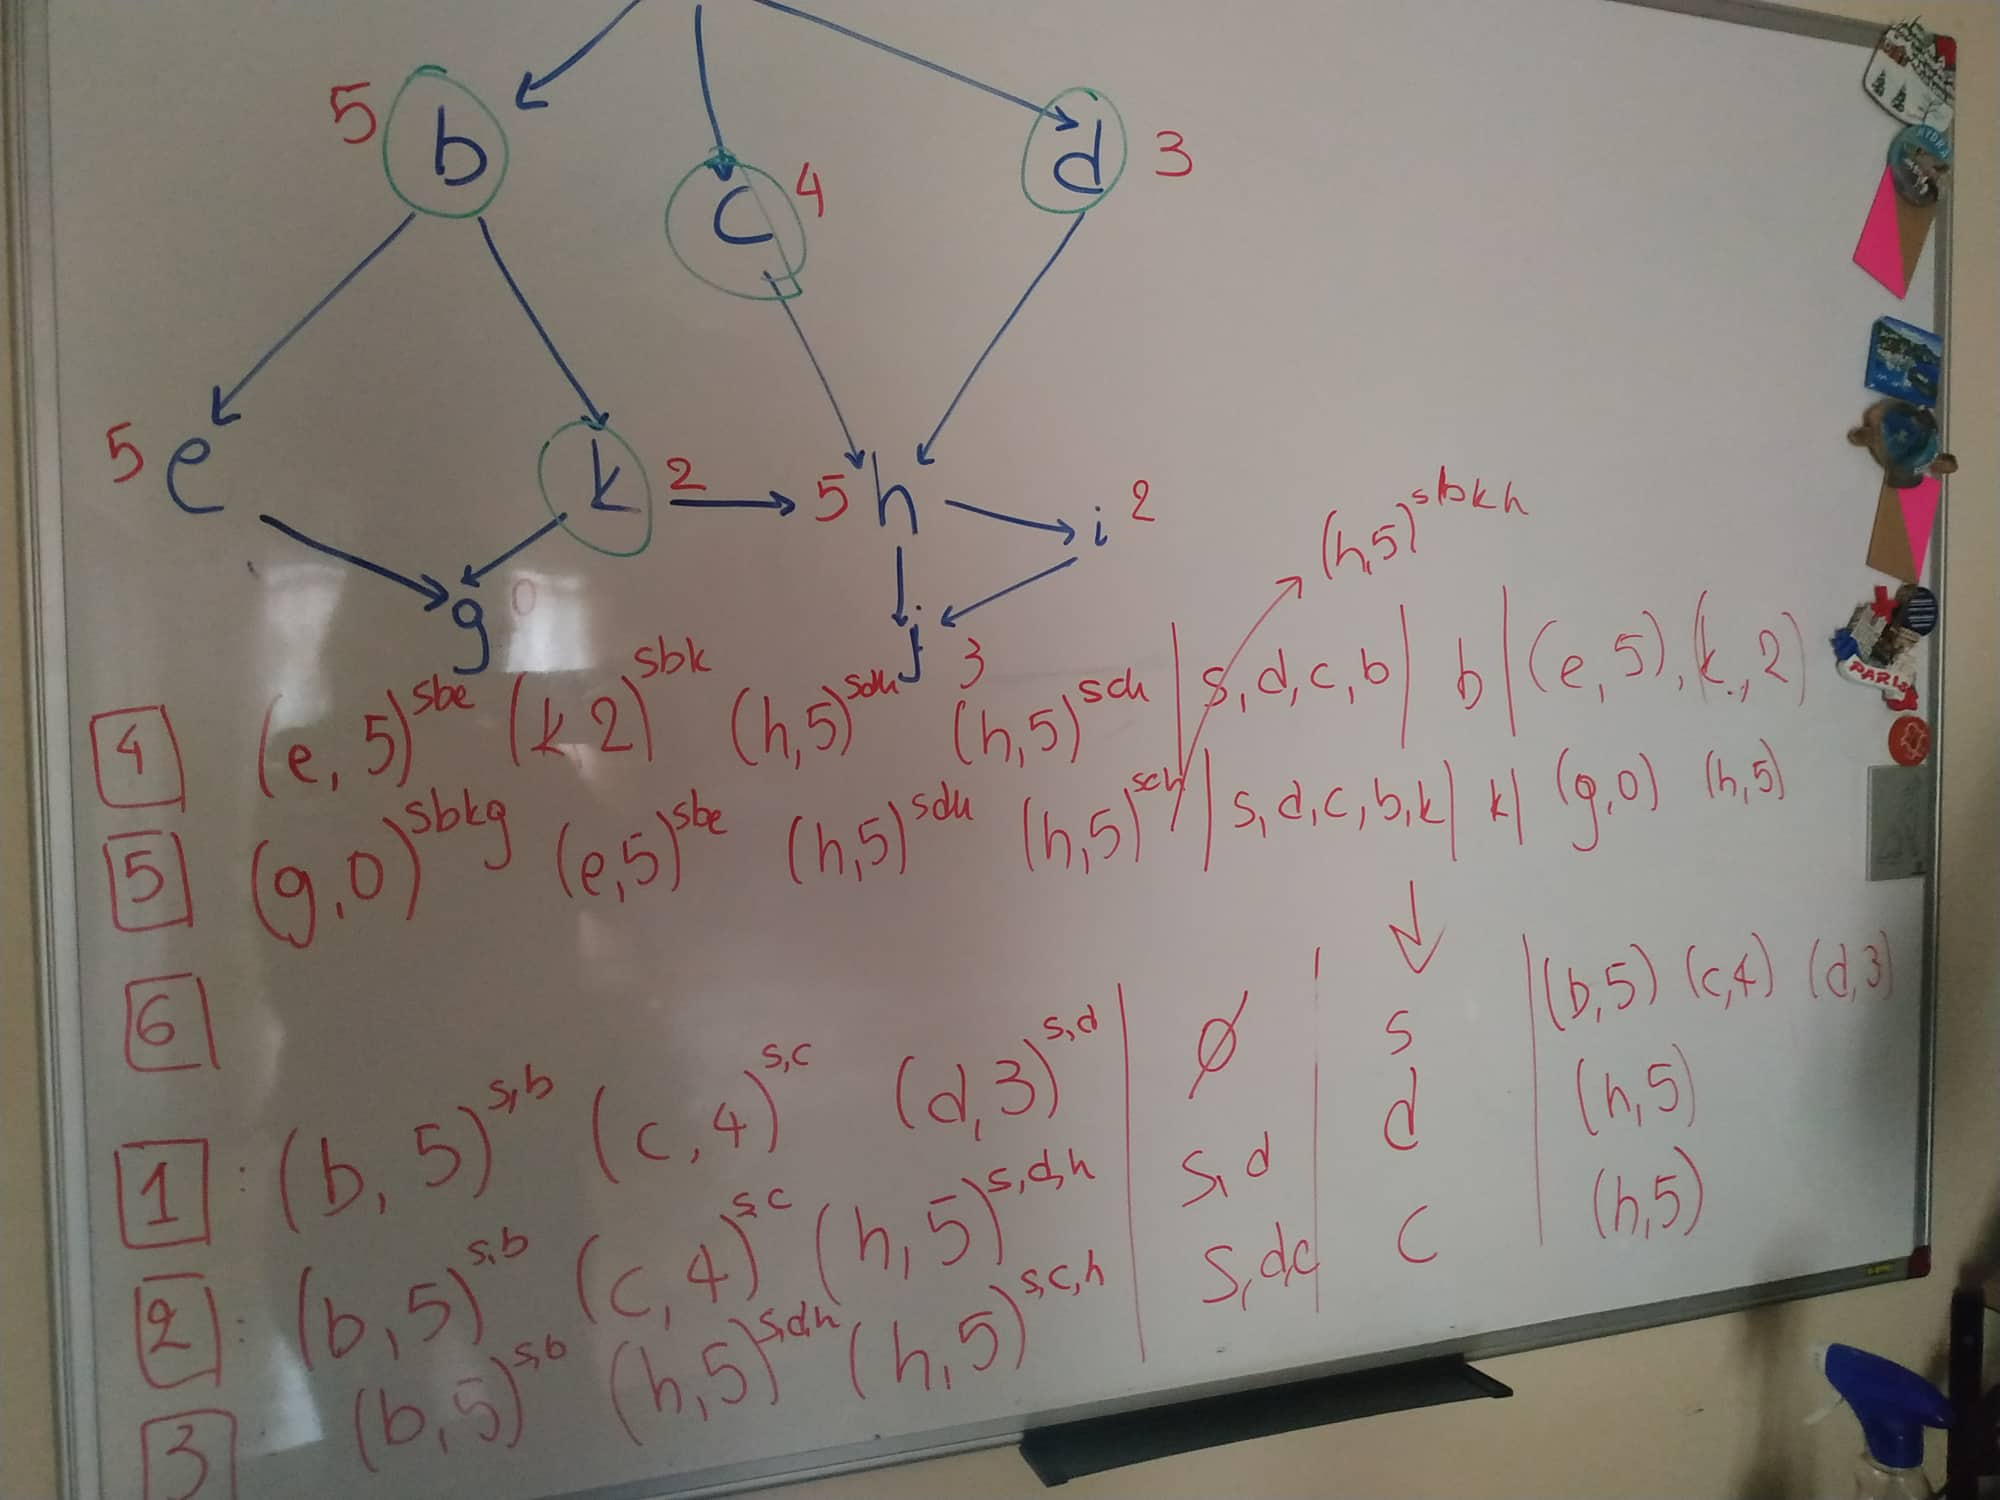 5 b
c 4
d 3
5 e
k 2
5 h
i 2
g 0
j 3
(h,5)^sbkh
4 (e,5)^sbe (k,2)^sbk (h,5)^sdh (h,5)^sch | s,d,c,b | b | (e,5),(k,2)
5 (g,0)^sbkg (e,5)^sbe (h,5)^sdh (h,5)^sch | s,d,c,b,k | k | (g,0) (h,5)
6
∅ | s | (b,5) (c,4) (d,3)
1 : (b,5)^s,b (c,4)^s,c (d,3)^s,d | s,d | d | (h,5)
2 : (b,5)^s,b (c,4)^s,c (h,5)^s,d,h | s,d,c | c | (h,5)
3 (b,5)^s,b (h,5)^s,d,h (h,5)^s,c,h
PARIS